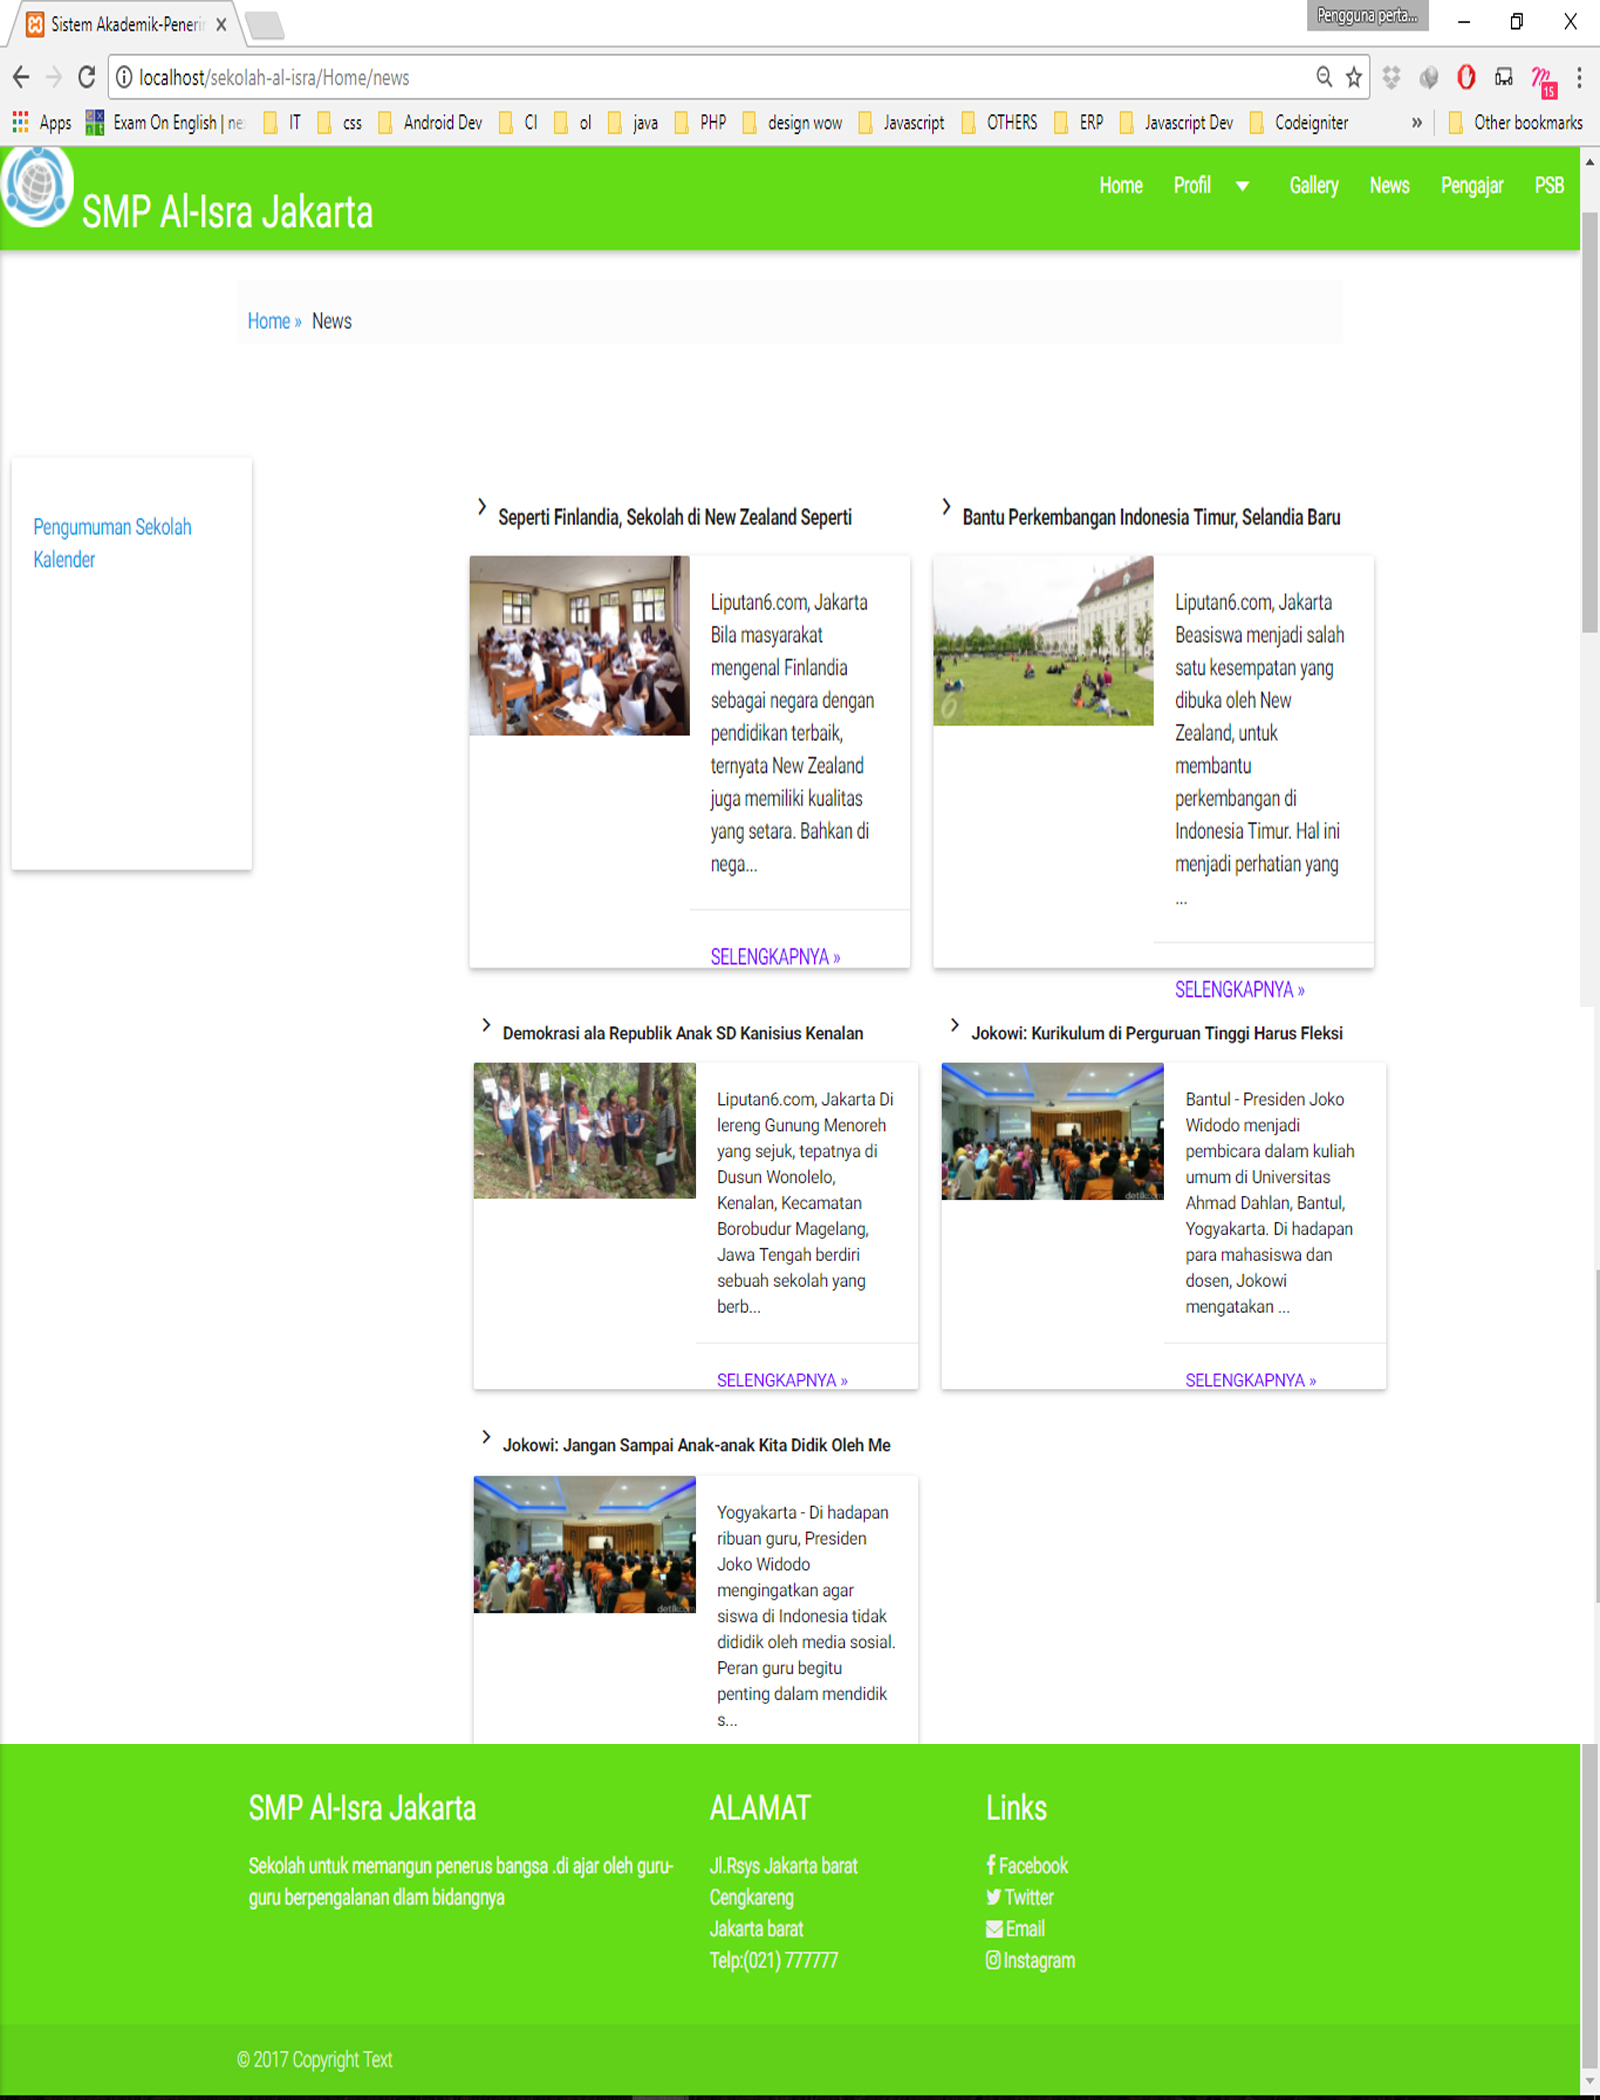 Sistem Akademik-Peneri
Pengguna perta...
localhost/sekolah-al-isra/Home/news
15
Apps
Exam On English | ne
IT
css
Android Dev
CI
ol
java
PHP
design wow
Javascript
OTHERS
ERP
Javascript Dev
Codeigniter
»
Other bookmarks
SMP Al-Isra Jakarta
Home
Profil
Gallery
News
Pengajar
PSB
Home » News
Pengumuman Sekolah
Kalender
Seperti Finlandia, Sekolah di New Zealand Seperti
Liputan6.com, Jakarta
Bila masyarakat
mengenal Finlandia
sebagai negara dengan
pendidikan terbaik,
ternyata New Zealand
juga memiliki kualitas
yang setara. Bahkan di
nega...
SELENGKAPNYA »
Bantu Perkembangan Indonesia Timur, Selandia Baru
Liputan6.com, Jakarta
Beasiswa menjadi salah
satu kesempatan yang
dibuka oleh New
Zealand, untuk
membantu
perkembangan di
Indonesia Timur. Hal ini
menjadi perhatian yang
...
SELENGKAPNYA »
Demokrasi ala Republik Anak SD Kanisius Kenalan
Liputan6.com, Jakarta Di
lereng Gunung Menoreh
yang sejuk, tepatnya di
Dusun Wonolelo,
Kenalan, Kecamatan
Borobudur Magelang,
Jawa Tengah berdiri
sebuah sekolah yang
berb...
SELENGKAPNYA »
Jokowi: Kurikulum di Perguruan Tinggi Harus Fleksi
detikcom
Bantul - Presiden Joko
Widodo menjadi
pembicara dalam kuliah
umum di Universitas
Ahmad Dahlan, Bantul,
Yogyakarta. Di hadapan
para mahasiswa dan
dosen, Jokowi
mengatakan ...
SELENGKAPNYA »
Jokowi: Jangan Sampai Anak-anak Kita Didik Oleh Me
detikcom
Yogyakarta - Di hadapan
ribuan guru, Presiden
Joko Widodo
mengingatkan agar
siswa di Indonesia tidak
dididik oleh media sosial.
Peran guru begitu
penting dalam mendidik
s...
SMP Al-Isra Jakarta
Sekolah untuk memangun penerus bangsa .di ajar oleh guru-
guru berpengalanan dlam bidangnya
ALAMAT
Jl.Rsys Jakarta barat
Cengkareng
Jakarta barat
Telp:(021) 777777
Links
Facebook
Twitter
Email
Instagram
© 2017 Copyright Text